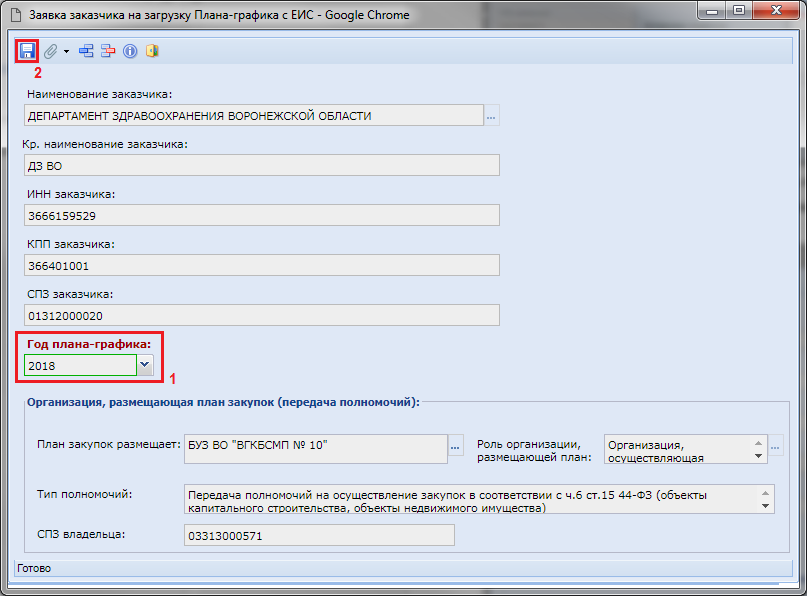 Заявка заказчика на загрузку Плана-графика с ЕИС - Google Chrome
2
Наименование заказчика:
ДЕПАРТАМЕНТ ЗДРАВООХРАНЕНИЯ ВОРОНЕЖСКОЙ ОБЛАСТИ
...
Кр. наименование заказчика:
ДЗ ВО
ИНН заказчика:
3666159529
КПП заказчика:
366401001
СПЗ заказчика:
01312000020
Год плана-графика:
2018
1
Организация, размещающая план закупок (передача полномочий):
План закупок размещает:
БУЗ ВО "ВГКБСМП № 10"
...
Роль организации,
размещающей план:
Организация,
осуществляющая
...
Тип полномочий:
Передача полномочий на осуществление закупок в соответствии с ч.6 ст.15 44-ФЗ (объекты
капитального строительства, объекты недвижимого имущества)
СПЗ владельца:
03313000571
Готово